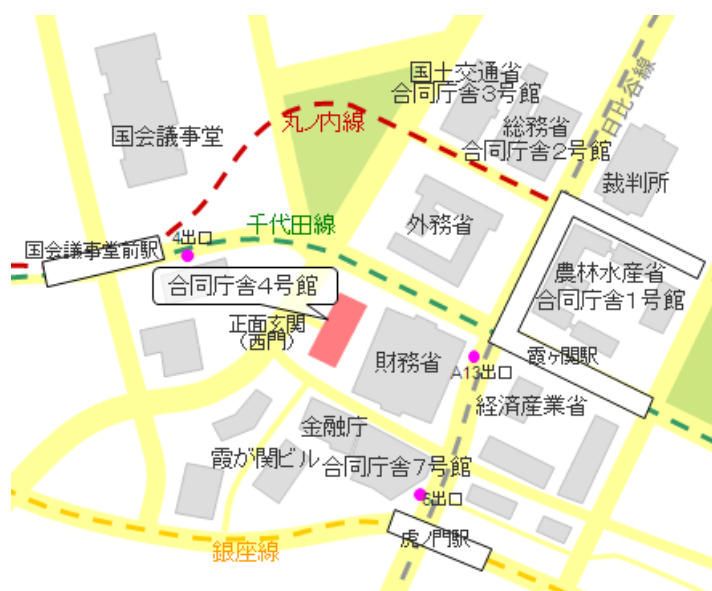 国土交通省
合同庁舎3号館
総務省
合同庁舎2号館
日比谷線
丸ノ内線
国会議事堂
裁判所
外務省
千代田線
4出口
国会議事堂前駅
農林水産省
合同庁舎1号館
合同庁舎4号館
正面玄関
(西門)
財務省
霞ヶ関駅
A13出口
経済産業省
金融庁
霞が関ビル
合同庁舎7号館
6出口
虎ノ門駅
銀座線